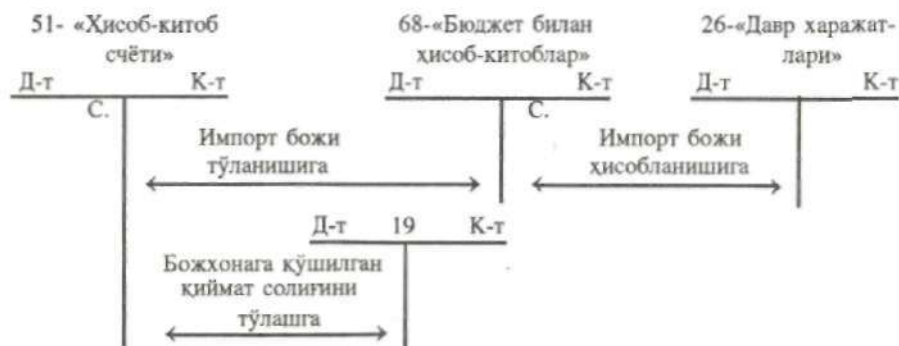 51- «Ҳисоб-китоб счёти»
68-«Бюджет билан ҳисоб-китоблар»
26-«Давр харажат-лари»
Д-т К-т
Д-т К-т
Д-т К-т
С.
С.
Импорт божи
тўланишига
Импорт божи
ҳисобланишига
Д-т 19 К-т
Божхонага қўшилган
қиймат солиғини
тўлашга